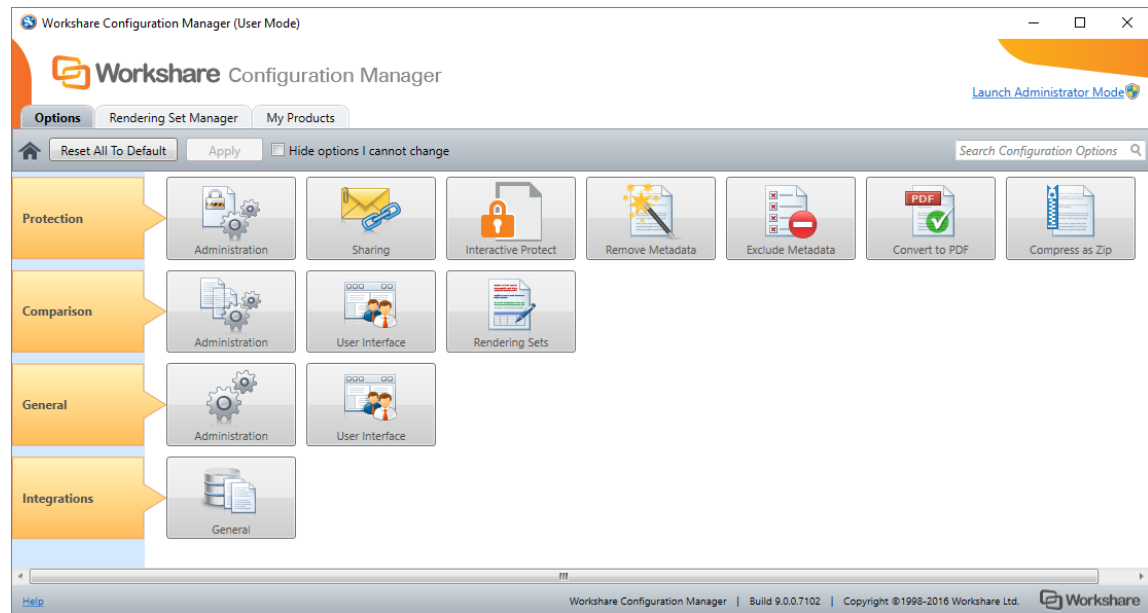 Workshare Configuration Manager (User Mode)
Workshare Configuration Manager
Launch Administrator Mode
Options Rendering Set Manager My Products
Reset All To Default Apply Hide options I cannot change Search Configuration Options
Protection
Administration Sharing Interactive Protect Remove Metadata Exclude Metadata PDF Convert to PDF Compress as Zip
Comparison
Administration User Interface Rendering Sets
General
Administration User Interface
Integrations
General
Help Workshare Configuration Manager | Build 9.0.0.7102 | Copyright ©1998-2016 Workshare Ltd. Workshare